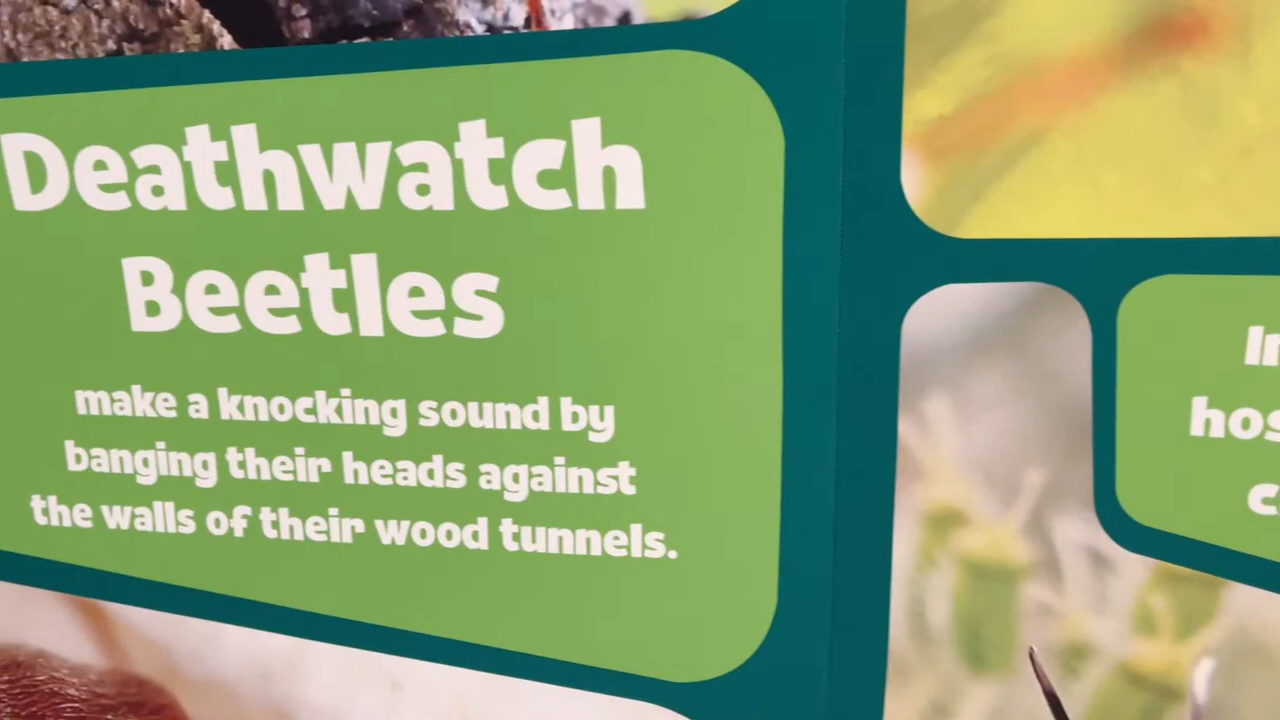 Deathwatch
Beetles
make a knocking sound by
banging their heads against
the walls of their wood tunnels.